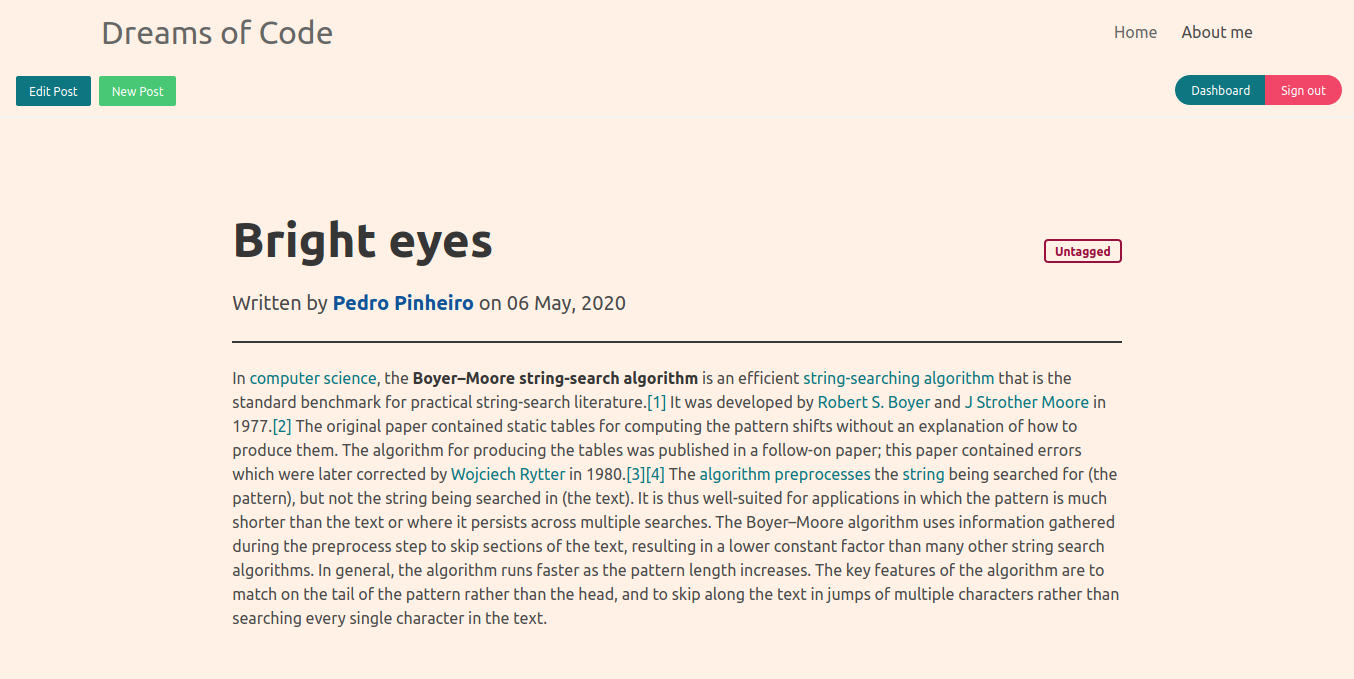 Dreams of Code
Home About me
Edit Post New Post
Dashboard Sign out
Bright eyes
Untagged
Written by Pedro Pinheiro on 06 May, 2020
In computer science, the Boyer–Moore string-search algorithm is an efficient string-searching algorithm that is the
standard benchmark for practical string-search literature.[1] It was developed by Robert S. Boyer and J Strother Moore in
1977.[2] The original paper contained static tables for computing the pattern shifts without an explanation of how to
produce them. The algorithm for producing the tables was published in a follow-on paper; this paper contained errors
which were later corrected by Wojciech Rytter in 1980.[3][4] The algorithm preprocesses the string being searched for (the
pattern), but not the string being searched in (the text). It is thus well-suited for applications in which the pattern is much
shorter than the text or where it persists across multiple searches. The Boyer–Moore algorithm uses information gathered
during the preprocess step to skip sections of the text, resulting in a lower constant factor than many other string search
algorithms. In general, the algorithm runs faster as the pattern length increases. The key features of the algorithm are to
match on the tail of the pattern rather than the head, and to skip along the text in jumps of multiple characters rather than
searching every single character in the text.